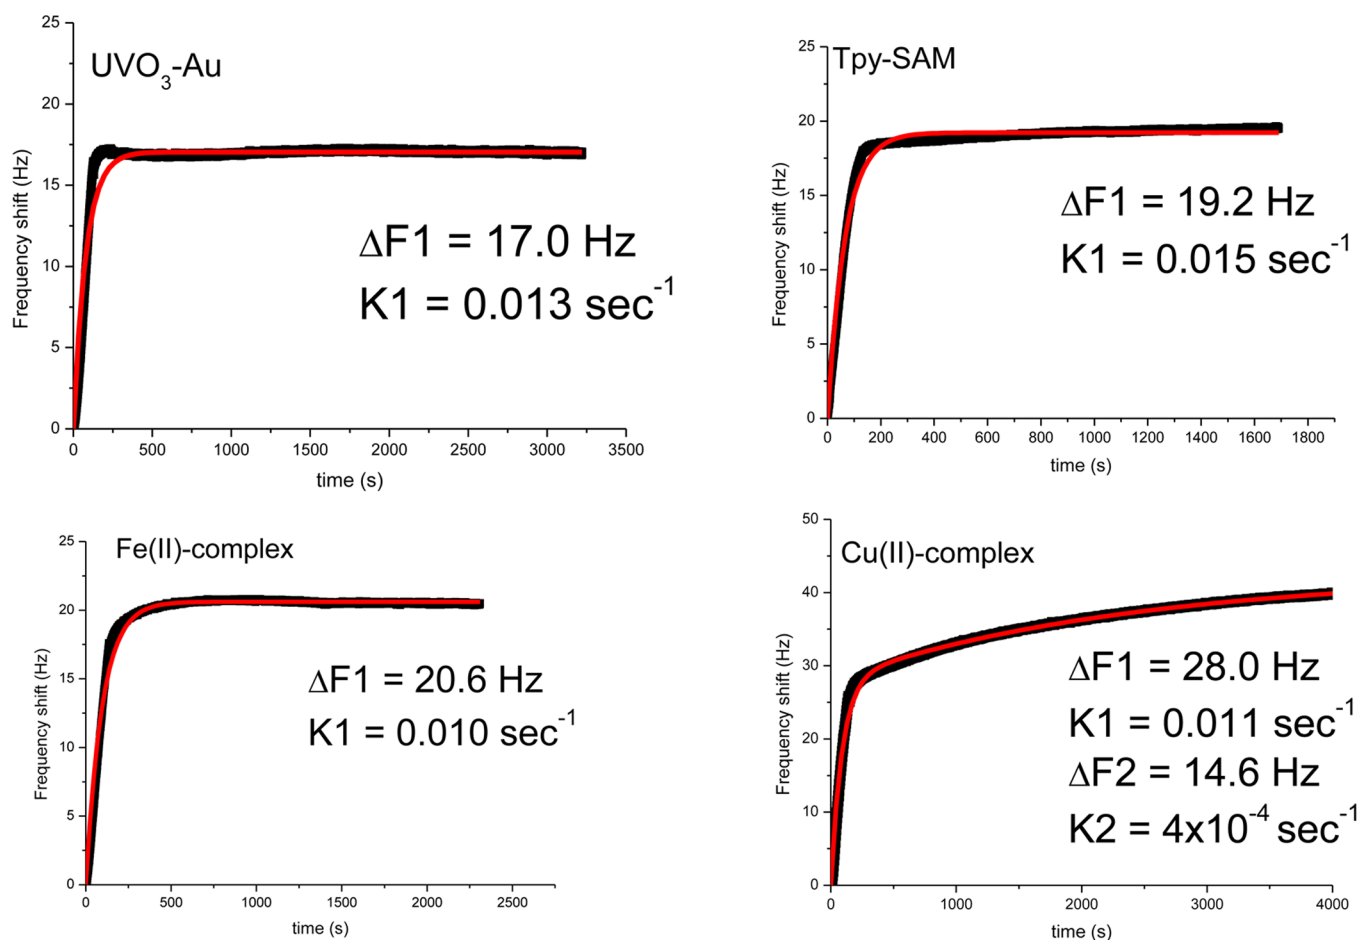 UVO3-Au
25
20
15
10
5
0
Frequency shift (Hz)
ΔF1 = 17.0 Hz
K1 = 0.013 sec-1
0 500 1000 1500 2000 2500 3000 3500
time (s)
Tpy-SAM
25
20
15
10
5
0
Frequency shift (Hz)
ΔF1 = 19.2 Hz
K1 = 0.015 sec-1
0 200 400 600 800 1000 1200 1400 1600 1800
time (s)
Fe(II)-complex
25
20
15
10
5
0
Frequency shift (Hz)
ΔF1 = 20.6 Hz
K1 = 0.010 sec-1
0 500 1000 1500 2000 2500
time (s)
Cu(II)-complex
50
40
30
20
10
0
Frequency shift (Hz)
ΔF1 = 28.0 Hz
K1 = 0.011 sec-1
ΔF2 = 14.6 Hz
K2 = 4x10-4 sec-1
0 1000 2000 3000 4000
time (s)